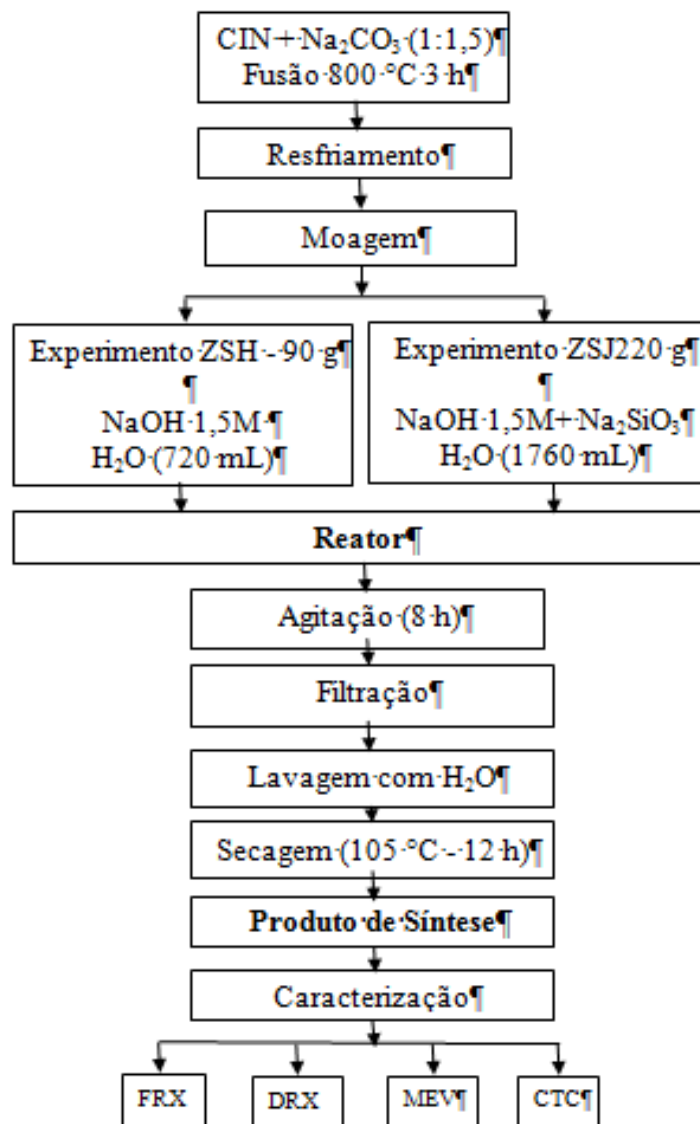 CIN·+·Na₂CO₃·(1:1,5)¶
Fusão·800·°C·3·h¶
Resfriamento¶
Moagem¶
Experimento·ZSH·-·90·g¶
¶
NaOH·1,5M·¶
H₂O·(720·mL)¶
Experimento·ZSJ220·g¶
¶
NaOH·1,5M+·Na₂SiO₃¶
H₂O·(1760·mL)¶
Reator¶
Agitação·(8·h)¶
Filtração¶
Lavagem·com·H₂O¶
Secagem·(105·°C·-·12·h)¶
Produto·de·Síntese¶
Caracterização¶
FRX
DRX
MEV¶
CTC¶